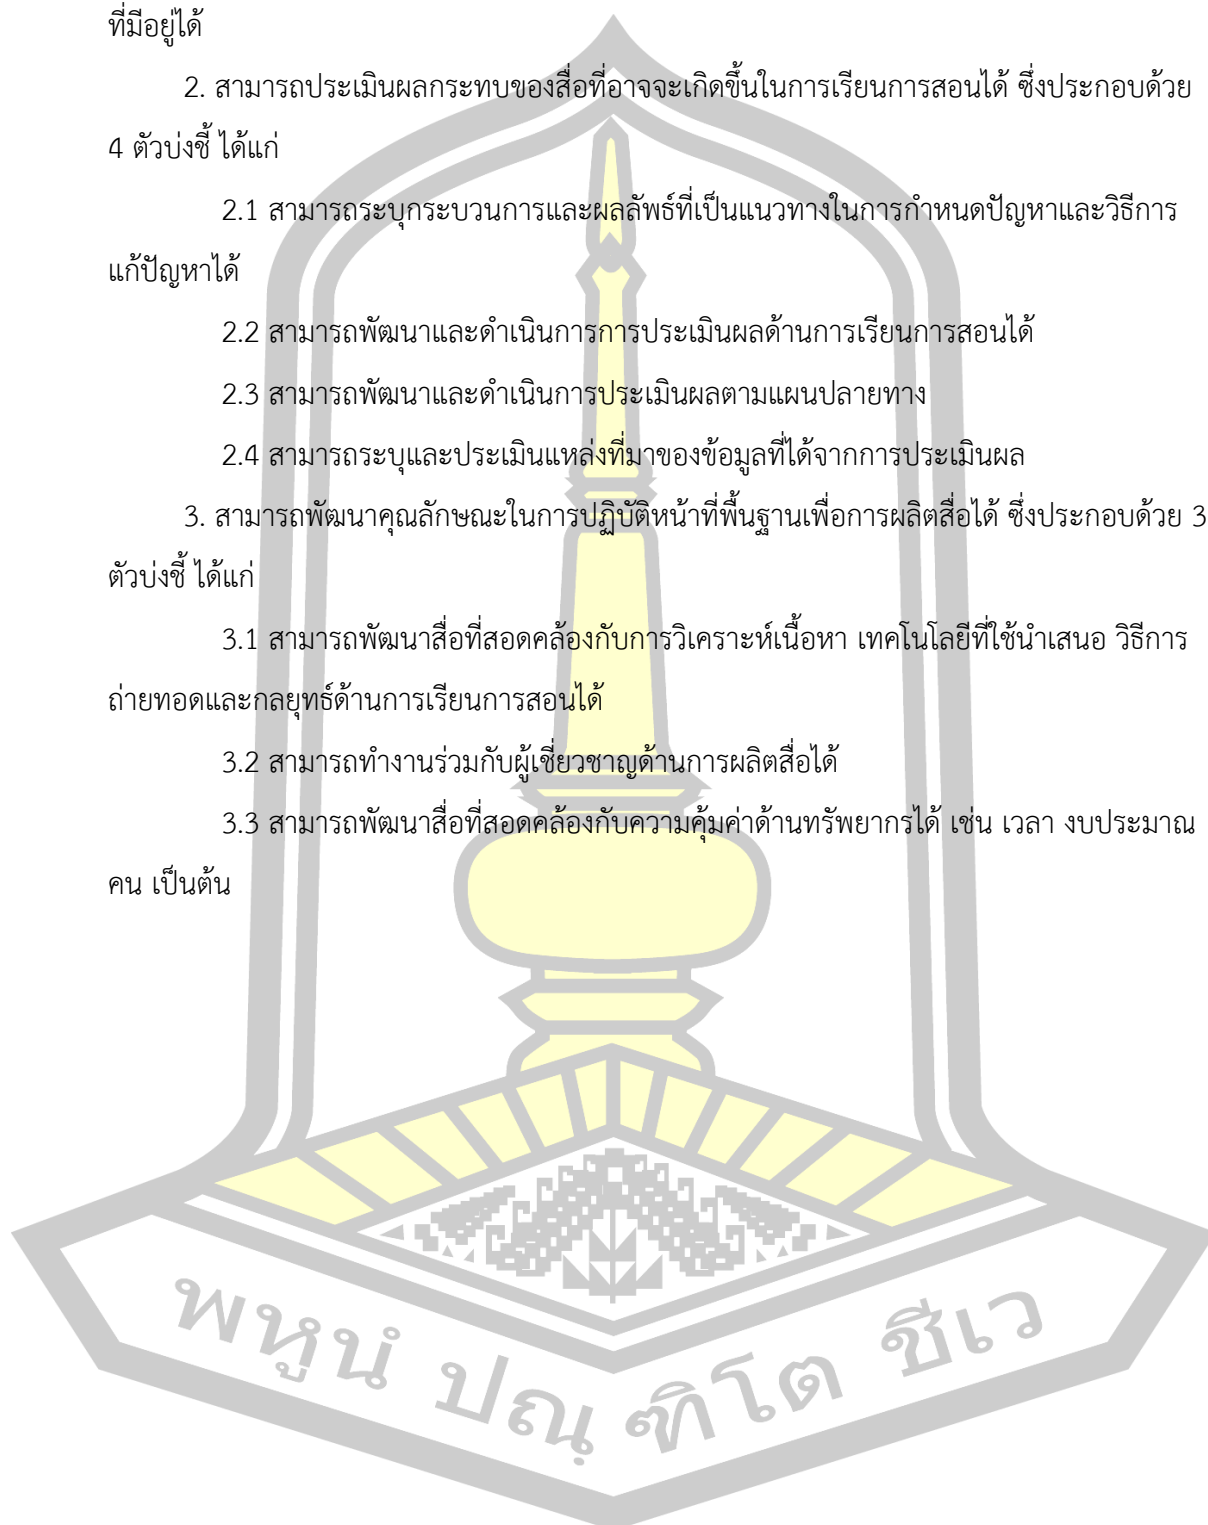 ที่มีอยู่ได้
2. สามารถประเมินผลกระทบของสื่อที่อาจจะเกิดขึ้นในการเรียนการสอนได้ ซึ่งประกอบด้วย
4 ตัวบ่งชี้ ได้แก่
2.1 สามารถระบุกระบวนการและผลลัพธ์ที่เป็นแนวทางในการกำหนดปัญหาและวิธีการ
แก้ปัญหาได้
2.2 สามารถพัฒนาและดำเนินการการประเมินผลด้านการเรียนการสอนได้
2.3 สามารถพัฒนาและดำเนินการประเมินผลตามแผนปลายทาง
2.4 สามารถระบุและประเมินแหล่งที่มาของข้อมูลที่ได้จากการประเมินผล
3. สามารถพัฒนาคุณลักษณะในการปฏิบัติหน้าที่พื้นฐานเพื่อการผลิตสื่อได้ ซึ่งประกอบด้วย 3
ตัวบ่งชี้ ได้แก่
3.1 สามารถพัฒนาสื่อที่สอดคล้องกับการวิเคราะห์เนื้อหา เทคโนโลยีที่ใช้นำเสนอ วิธีการ
ถ่ายทอดและกลยุทธ์ด้านการเรียนการสอนได้
3.2 สามารถทำงานร่วมกับผู้เชี่ยวชาญด้านการผลิตสื่อได้
3.3 สามารถพัฒนาสื่อที่สอดคล้องกับความคุ้มค่าด้านทรัพยากรได้ เช่น เวลา งบประมาณ
คน เป็นต้น
พหูนํ ปณฺฑิโต ชีเว